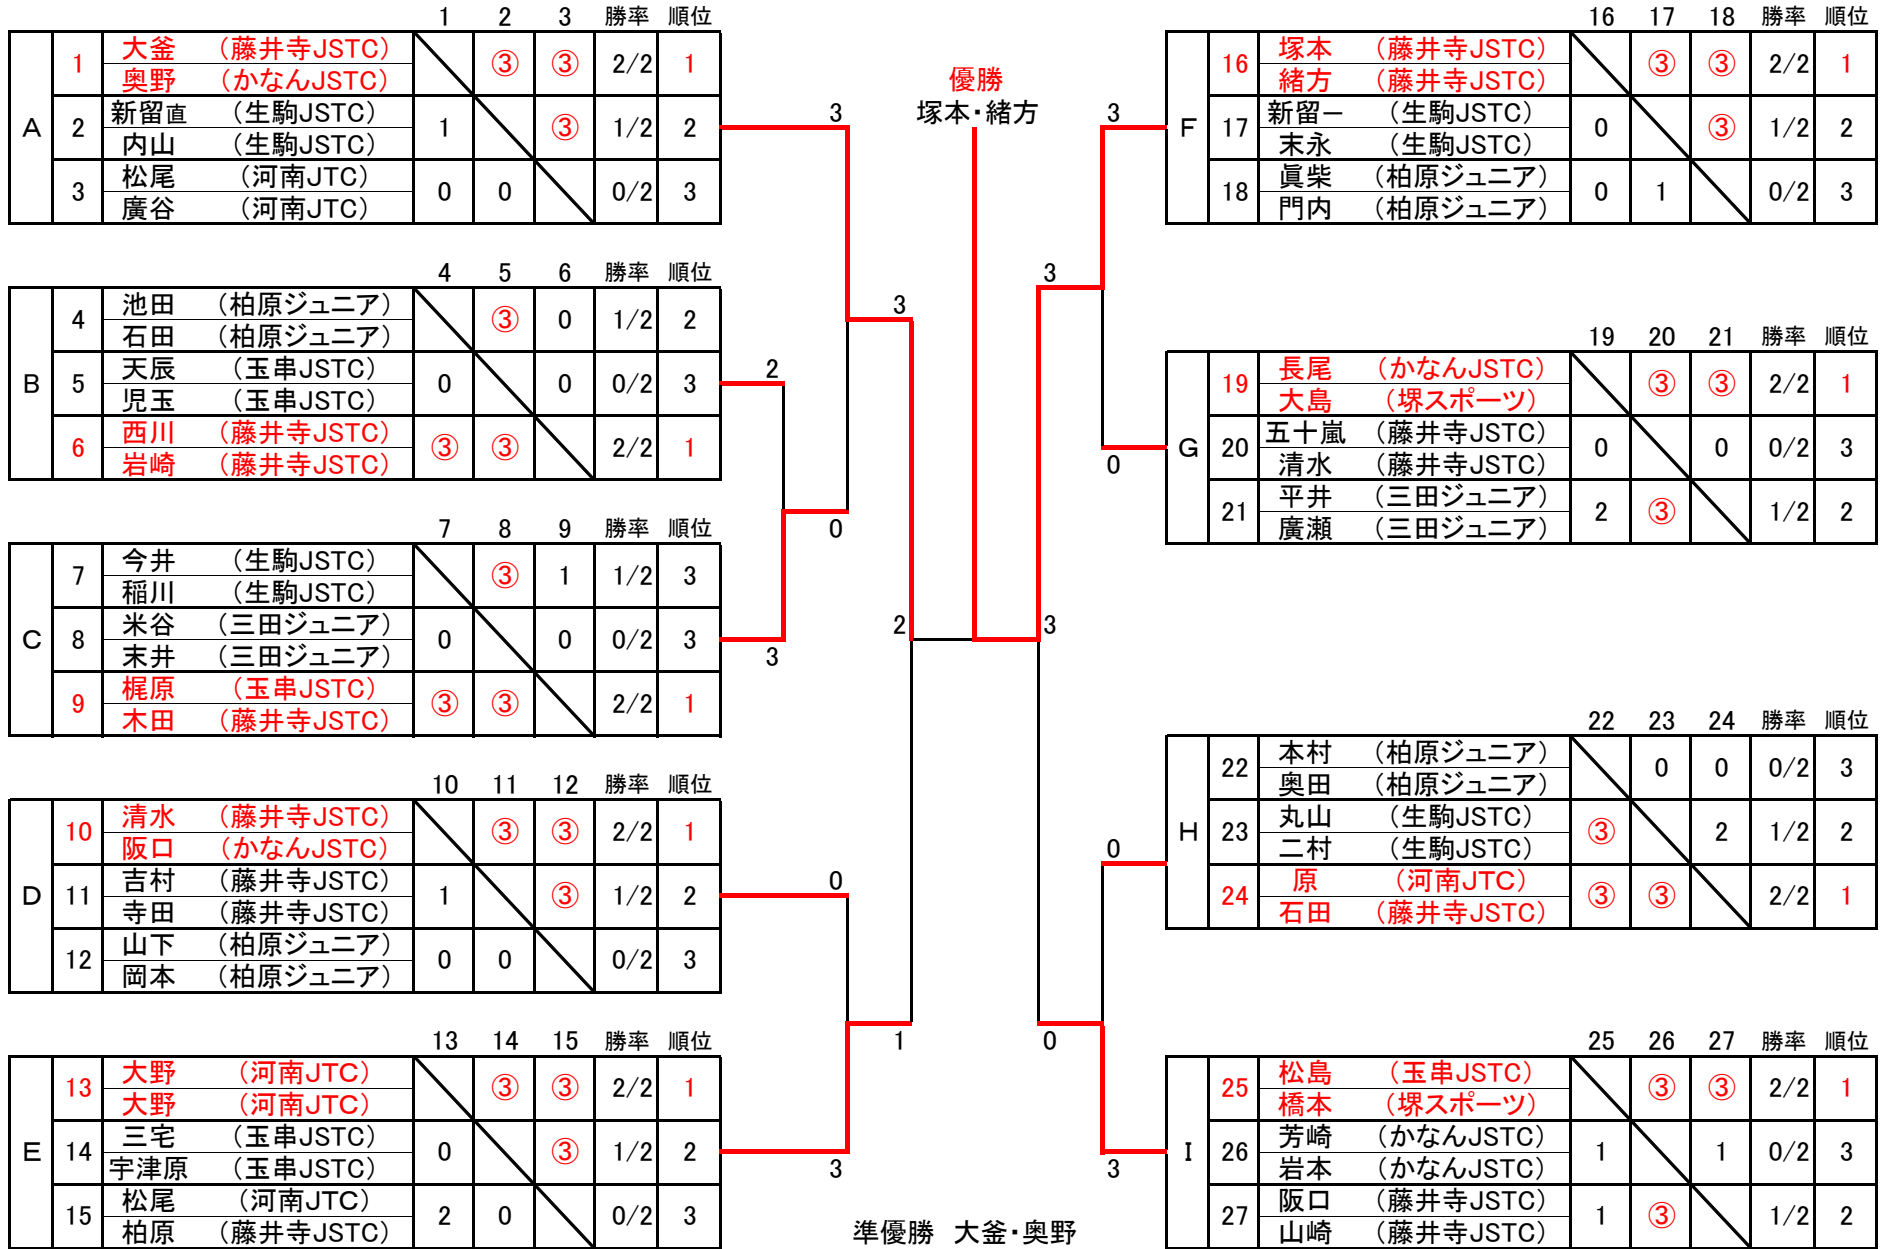 1 2 3 勝率 順位
A 1 大釜 （藤井寺JSTC） ③ ③ 2/2 1
奥野 （かなんJSTC）
2 新留直 （生駒JSTC） 1 ③ 1/2 2
内山 （生駒JSTC）
3 松尾 （河南JTC） 0 0 0/2 3
廣谷 （河南JTC）
4 5 6 勝率 順位
B 4 池田 （柏原ジュニア） ③ 0 1/2 2
石田 （柏原ジュニア）
5 天辰 （玉串JSTC） 0 0 0/2 3
児玉 （玉串JSTC）
6 西川 （藤井寺JSTC） ③ ③ 2/2 1
岩崎 （藤井寺JSTC）
7 8 9 勝率 順位
C 7 今井 （生駒JSTC） ③ 1 1/2 3
稲川 （生駒JSTC）
8 米谷 （三田ジュニア） 0 0 0/2 3
末井 （三田ジュニア）
9 梶原 （玉串JSTC） ③ ③ 2/2 1
木田 （藤井寺JSTC）
10 11 12 勝率 順位
D 10 清水 （藤井寺JSTC） ③ ③ 2/2 1
阪口 （かなんJSTC）
11 吉村 （藤井寺JSTC） 1 ③ 1/2 2
寺田 （藤井寺JSTC）
12 山下 （柏原ジュニア） 0 0 0/2 3
岡本 （柏原ジュニア）
13 14 15 勝率 順位
E 13 大野 （河南JTC） ③ ③ 2/2 1
大野 （河南JTC）
14 三宅 （玉串JSTC） 0 ③ 1/2 2
宇津原 （玉串JSTC）
15 松尾 （河南JTC） 2 0 0/2 3
柏原 （藤井寺JSTC）
3
2
3
3
0
0
3
1
2
優勝
塚本・緒方
3
3
0
3
0
0
3
準優勝 大釜・奥野
16 17 18 勝率 順位
F 16 塚本 （藤井寺JSTC） ③ ③ 2/2 1
緒方 （藤井寺JSTC）
17 新留一 （生駒JSTC） 0 ③ 1/2 2
末永 （生駒JSTC）
18 眞柴 （柏原ジュニア） 0 1 0/2 3
門内 （柏原ジュニア）
19 20 21 勝率 順位
G 19 長尾 （かなんJSTC） ③ ③ 2/2 1
大島 （堺スポーツ）
20 五十嵐 （藤井寺JSTC） 0 0 0/2 3
清水 （藤井寺JSTC）
21 平井 （三田ジュニア） 2 ③ 1/2 2
廣瀬 （三田ジュニア）
22 23 24 勝率 順位
H 22 本村 （柏原ジュニア） 0 0 0/2 3
奥田 （柏原ジュニア）
23 丸山 （生駒JSTC） ③ 2 1/2 2
二村 （生駒JSTC）
24 原 （河南JTC） ③ ③ 2/2 1
石田 （藤井寺JSTC）
25 26 27 勝率 順位
I 25 松島 （玉串JSTC） ③ ③ 2/2 1
橋本 （堺スポーツ）
26 芳崎 （かなんJSTC） 1 1 0/2 3
岩本 （かなんJSTC）
27 阪口 （藤井寺JSTC） 1 ③ 1/2 2
山崎 （藤井寺JSTC）